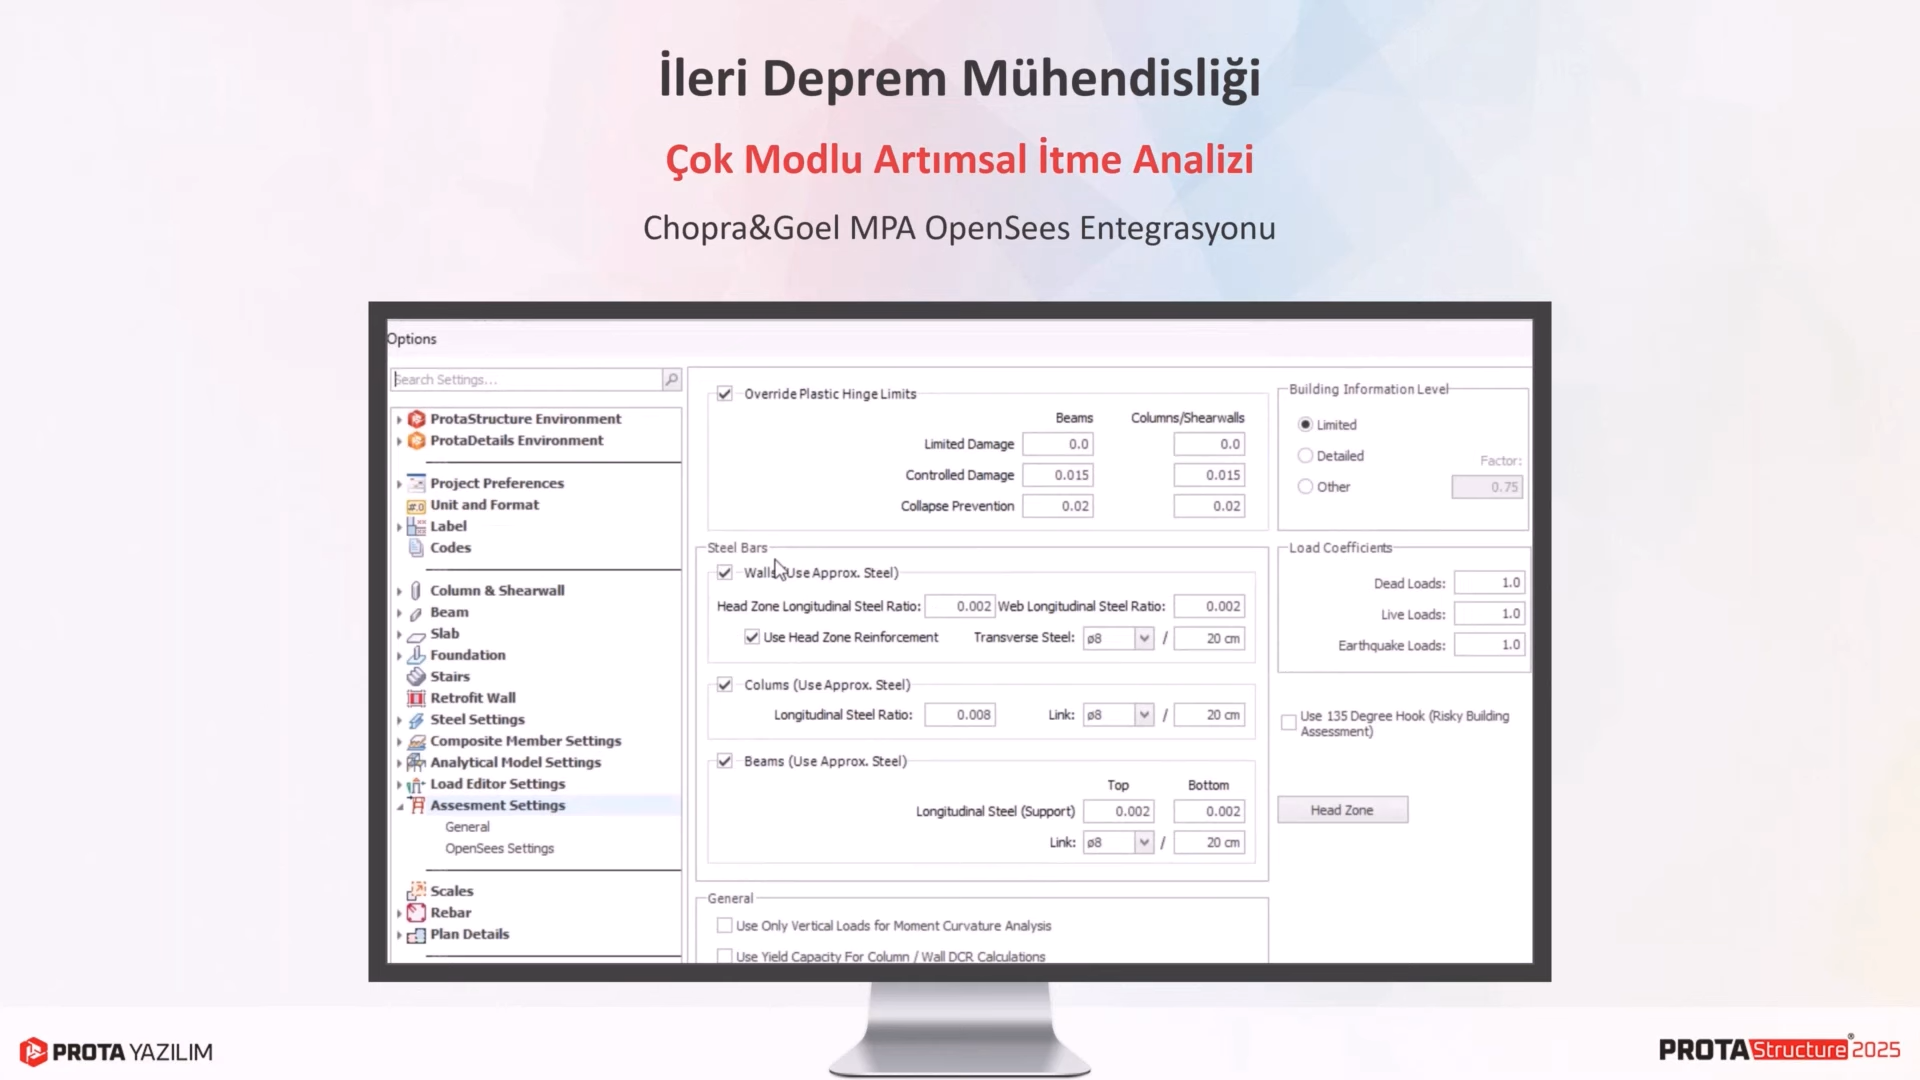 İleri Deprem Mühendisliği
Çok Modlu Artımsal İtme Analizi
Chopra&Goel MPA OpenSees Entegrasyonu
Options
Search Settings...
ProtaStructure Environment
ProtaDetails Environment
Project Preferences
Unit and Format
Label
Codes
Column & Shearwall
Beam
Slab
Foundation
Stairs
Retrofit Wall
Steel Settings
Composite Member Settings
Analytical Model Settings
Load Editor Settings
Assesment Settings
General
OpenSees Settings
Scales
Rebar
Plan Details
Override Plastic Hinge Limits
Beams Columns/Shearwalls
Limited Damage 0.0 0.0
Controlled Damage 0.015 0.015
Collapse Prevention 0.02 0.02
Steel Bars
Walls (Use Approx. Steel)
Head Zone Longitudinal Steel Ratio: 0.002 Web Longitudinal Steel Ratio: 0.002
Use Head Zone Reinforcement Transverse Steel: ø8 / 20 cm
Colums (Use Approx. Steel)
Longitudinal Steel Ratio: 0.008 Link: ø8 / 20 cm
Beams (Use Approx. Steel)
Top Bottom
Longitudinal Steel (Support) 0.002 0.002
Link: ø8 / 20 cm
General
Use Only Vertical Loads for Moment Curvature Analysis
Use Yield Capacity For Column / Wall DCR Calculations
Building Information Level
Limited
Detailed
Factor:
Other 0.75
Load Coefficients
Dead Loads: 1.0
Live Loads: 1.0
Earthquake Loads: 1.0
Use 135 Degree Hook (Risky Building
Assessment)
Head Zone
PROTA YAZILIM
PROTAStructure® 2025